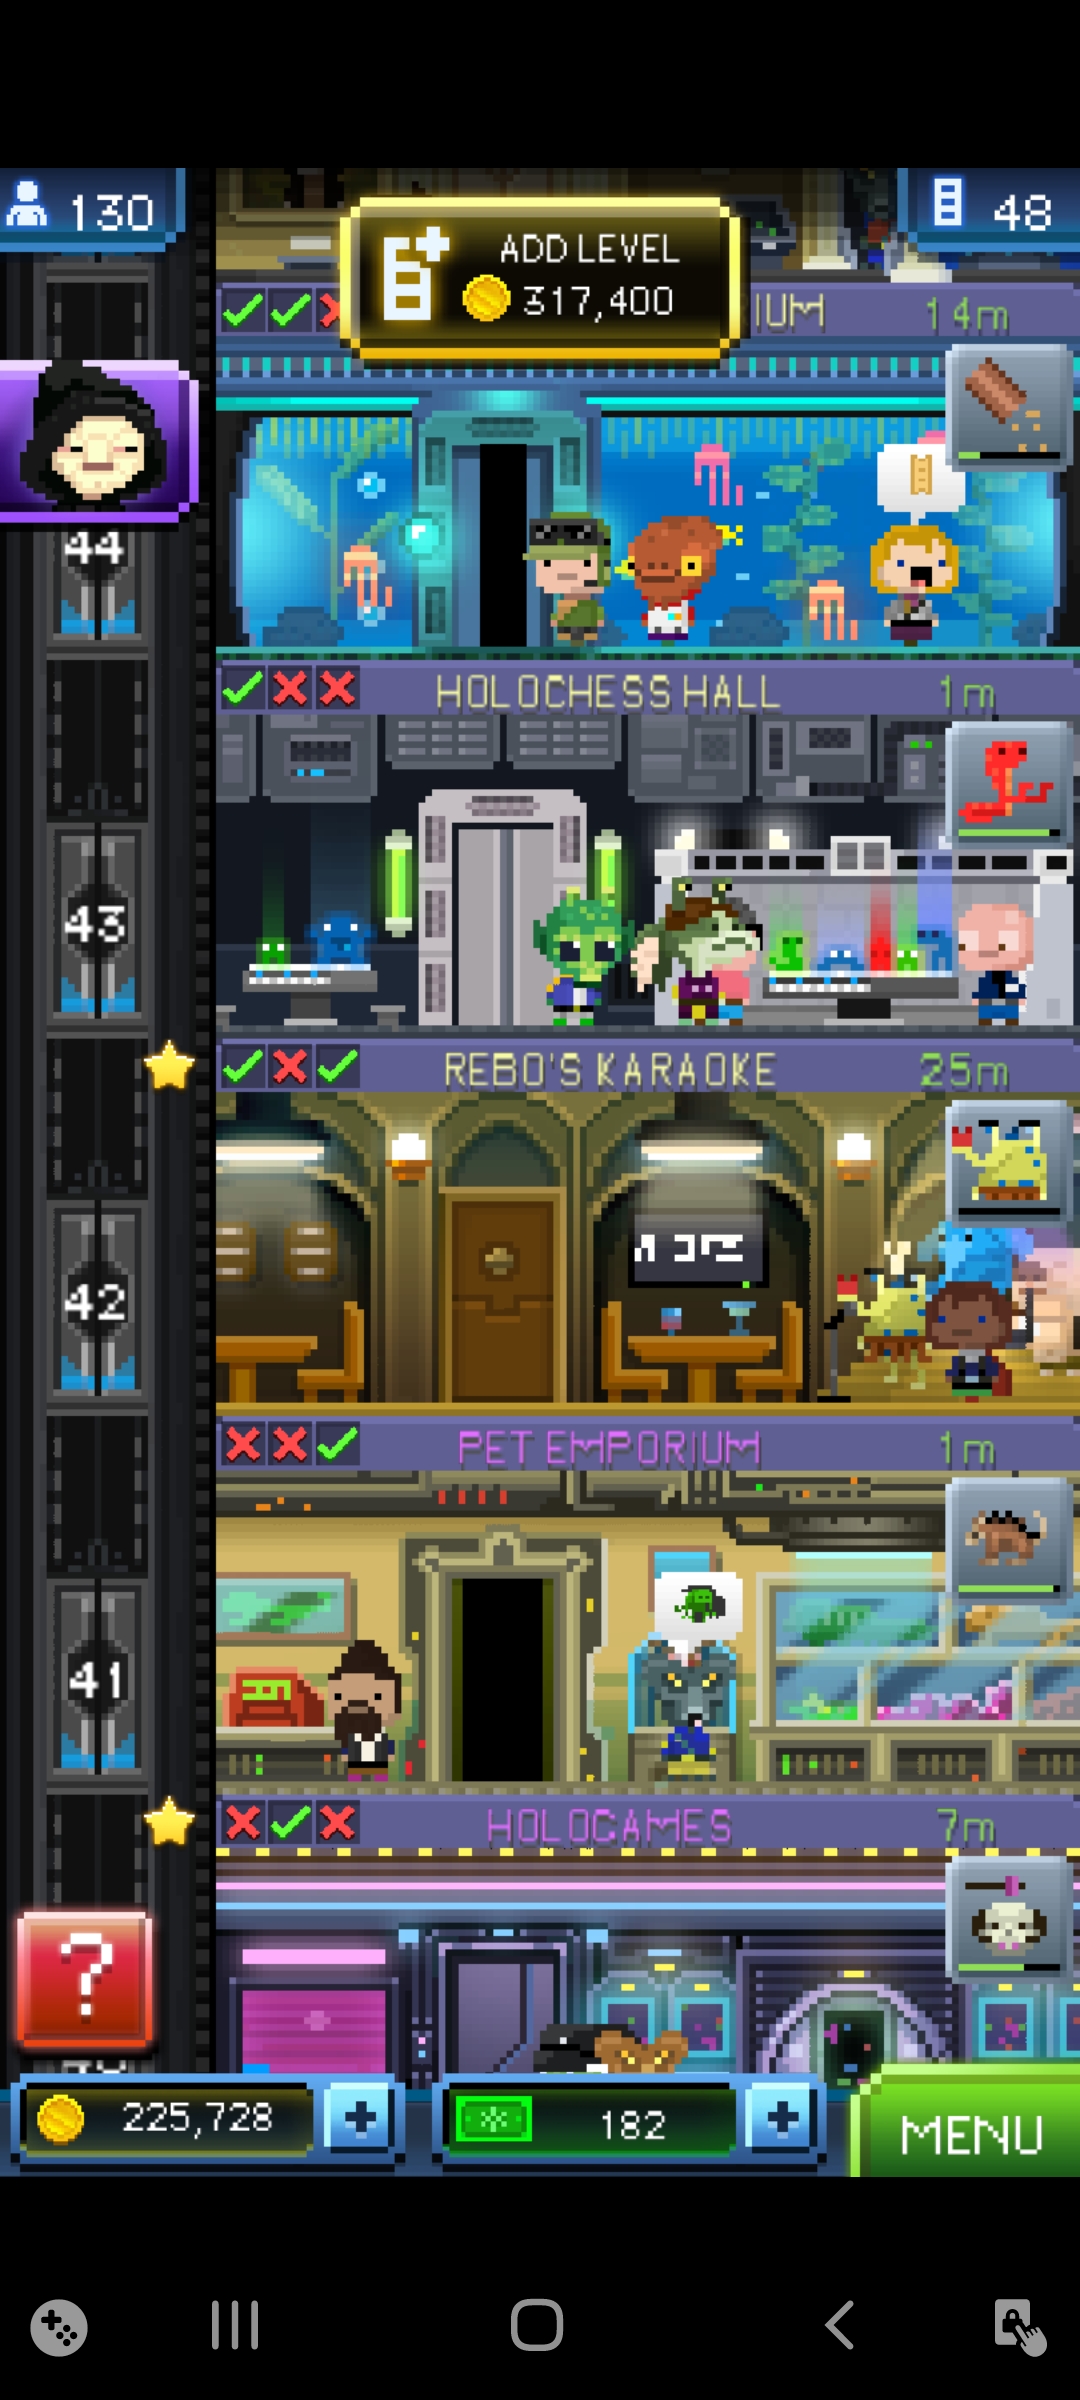 130
ADD LEVEL
317,400
48
IUM 14m
44
HOLOCHESS HALL 1m
43
REBO'S KARAOKE 25m
42
PET EMPORIUM 1m
41
HOLOGAMES 7m
?
225,728
182
MENU